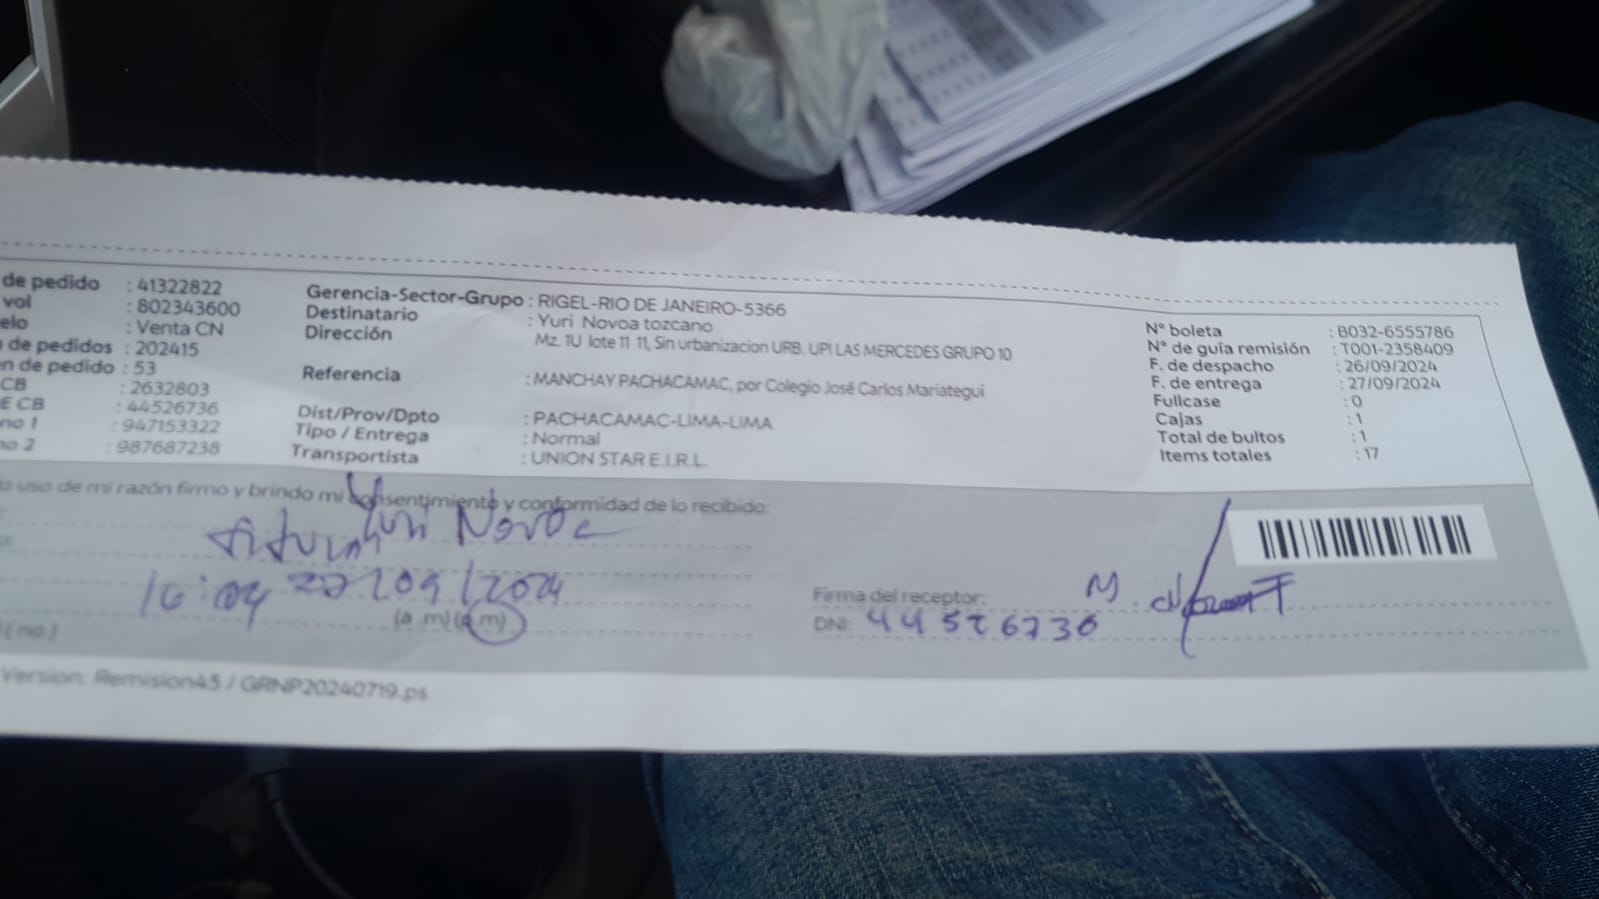 de pedido : 41322822
vol : 802343600
elo : Venta CN
de pedidos : 202415
n de pedido : 53
CB : 2632803
E CB : 44526736
no 1 : 947153322
no 2 : 987687238
Gerencia-Sector-Grupo : RIGEL-RIO DE JANEIRO-5366
Destinatario : Yuri Novoa tozcano
Dirección Mz. 1U lote 11 11, Sin urbanizacion URB. UPI LAS MERCEDES GRUPO 10
Referencia : MANCHAY PACHACAMAC, por Colegio José Carlos Mariategui
Dist/Prov/Dpto : PACHACAMAC-LIMA-LIMA
Tipo / Entrega : Normal
Transportista : UNION STAR E.I.R.L.
N° boleta : B032-6555786
N° de guía remisión : T001-2358409
F. de despacho : 26/09/2024
F. de entrega : 27/09/2024
Fullcase : 0
Cajas : 1
Total de bultos : 1
Items totales : 17
uso de mi razón firmo y brindo mi consentimiento y conformidad de lo recibido:
Yuri Novoa
16:04 27/09/2024
(a .m) (p.m)
( no )
Firma del receptor:
DNI: 44526736
Version: Remision45 / GRNP20240719.ps